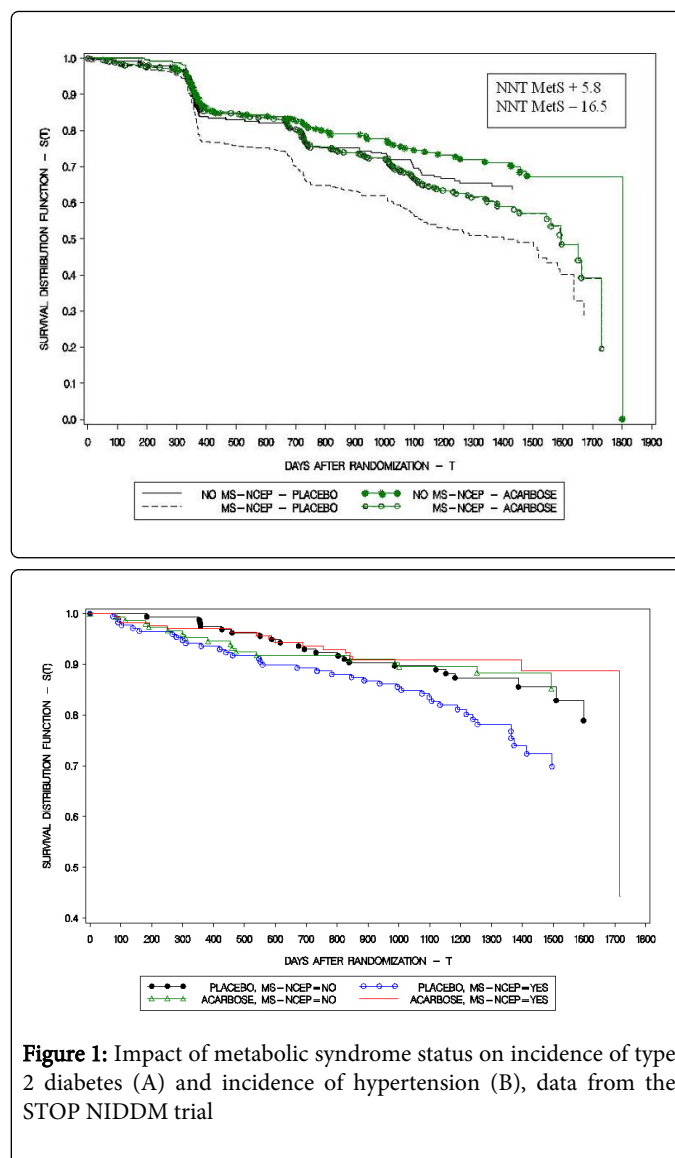 1.0
0.9
0.8
0.7
0.6
0.5
0.4
0.3
0.2
0.1
0.0
SURVIVAL DISTRIBUTION FUNCTION – S(T)
NNT MetS + 5.8
NNT MetS – 16.5
0 100 200 300 400 500 600 700 800 900 1000 1100 1200 1300 1400 1500 1600 1700 1800 1900
DAYS AFTER RANDOMIZATION – T
NO MS-NCEP – PLACEBO NO MS-NCEP – ACARBOSE
MS-NCEP – PLACEBO MS-NCEP – ACARBOSE
1.0
0.9
0.8
0.7
0.6
0.5
0.4
SURVIVAL DISTRIBUTION FUNCTION – S(T)
0 100 200 300 400 500 600 700 800 900 1000 1100 1200 1300 1400 1500 1600 1700 1800
DAYS AFTER RANDOMIZATION – T
PLACEBO, MS-NCEP=NO PLACEBO, MS-NCEP=YES
ACARBOSE, MS-NCEP=NO ACARBOSE, MS-NCEP=YES
Figure 1: Impact of metabolic syndrome status on incidence of type
2 diabetes (A) and incidence of hypertension (B), data from the
STOP NIDDM trial